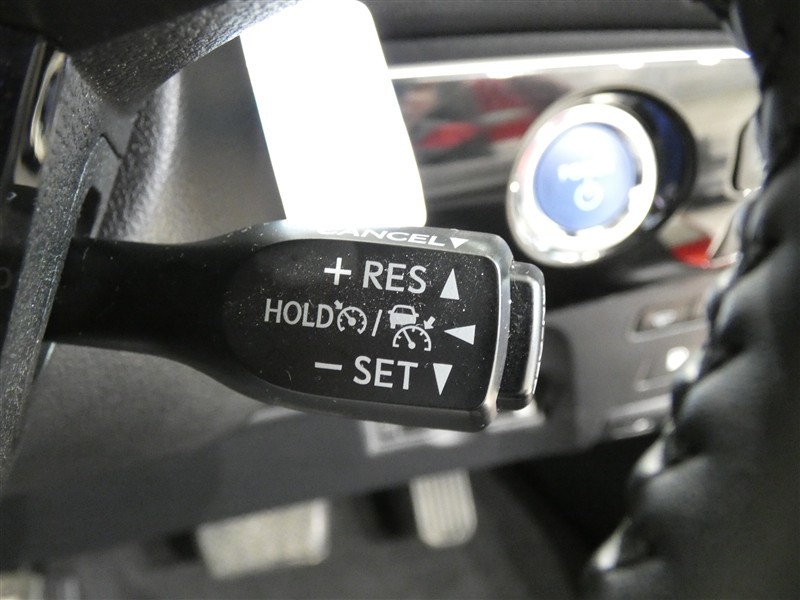 CANCEL▼
+ RES ▲
HOLD / ◀
− SET ▼